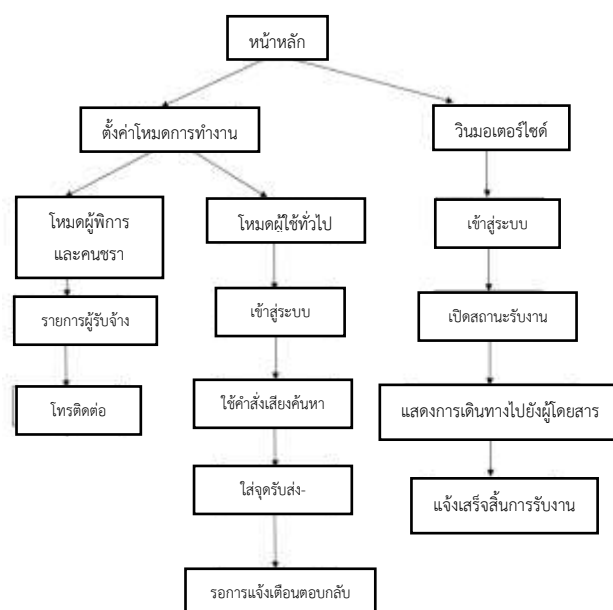 หน้าหลัก
ตั้งค่าโหมดการทำงาน
วินมอเตอร์ไซด์
โหมดผู้พิการ
และคนชรา
โหมดผู้ใช้ทั่วไป
เข้าสู่ระบบ
รายการผู้รับจ้าง
เข้าสู่ระบบ
เปิดสถานะรับงาน
โทรติดต่อ
ใช้คำสั่งเสียงค้นหา
แสดงการเดินทางไปยังผู้โดยสาร
ใส่จุดรับส่ง-
แจ้งเสร็จสิ้นการรับงาน
รอการแจ้งเตือนตอบกลับ